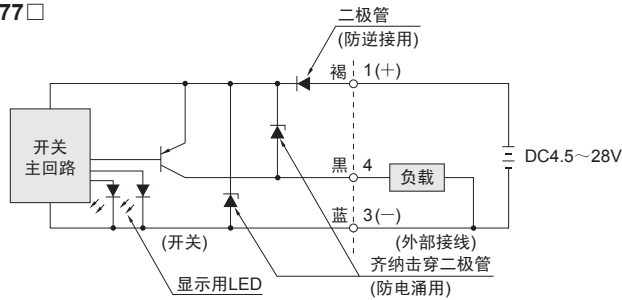 77□
二极管
(防逆接用)
褐 1(+)
开关
主回路
DC4.5~28V
黒 4
负载
蓝 3(-)
(开关)
(外部接线)
齐纳击穿二极管
显示用LED
(防电涌用)